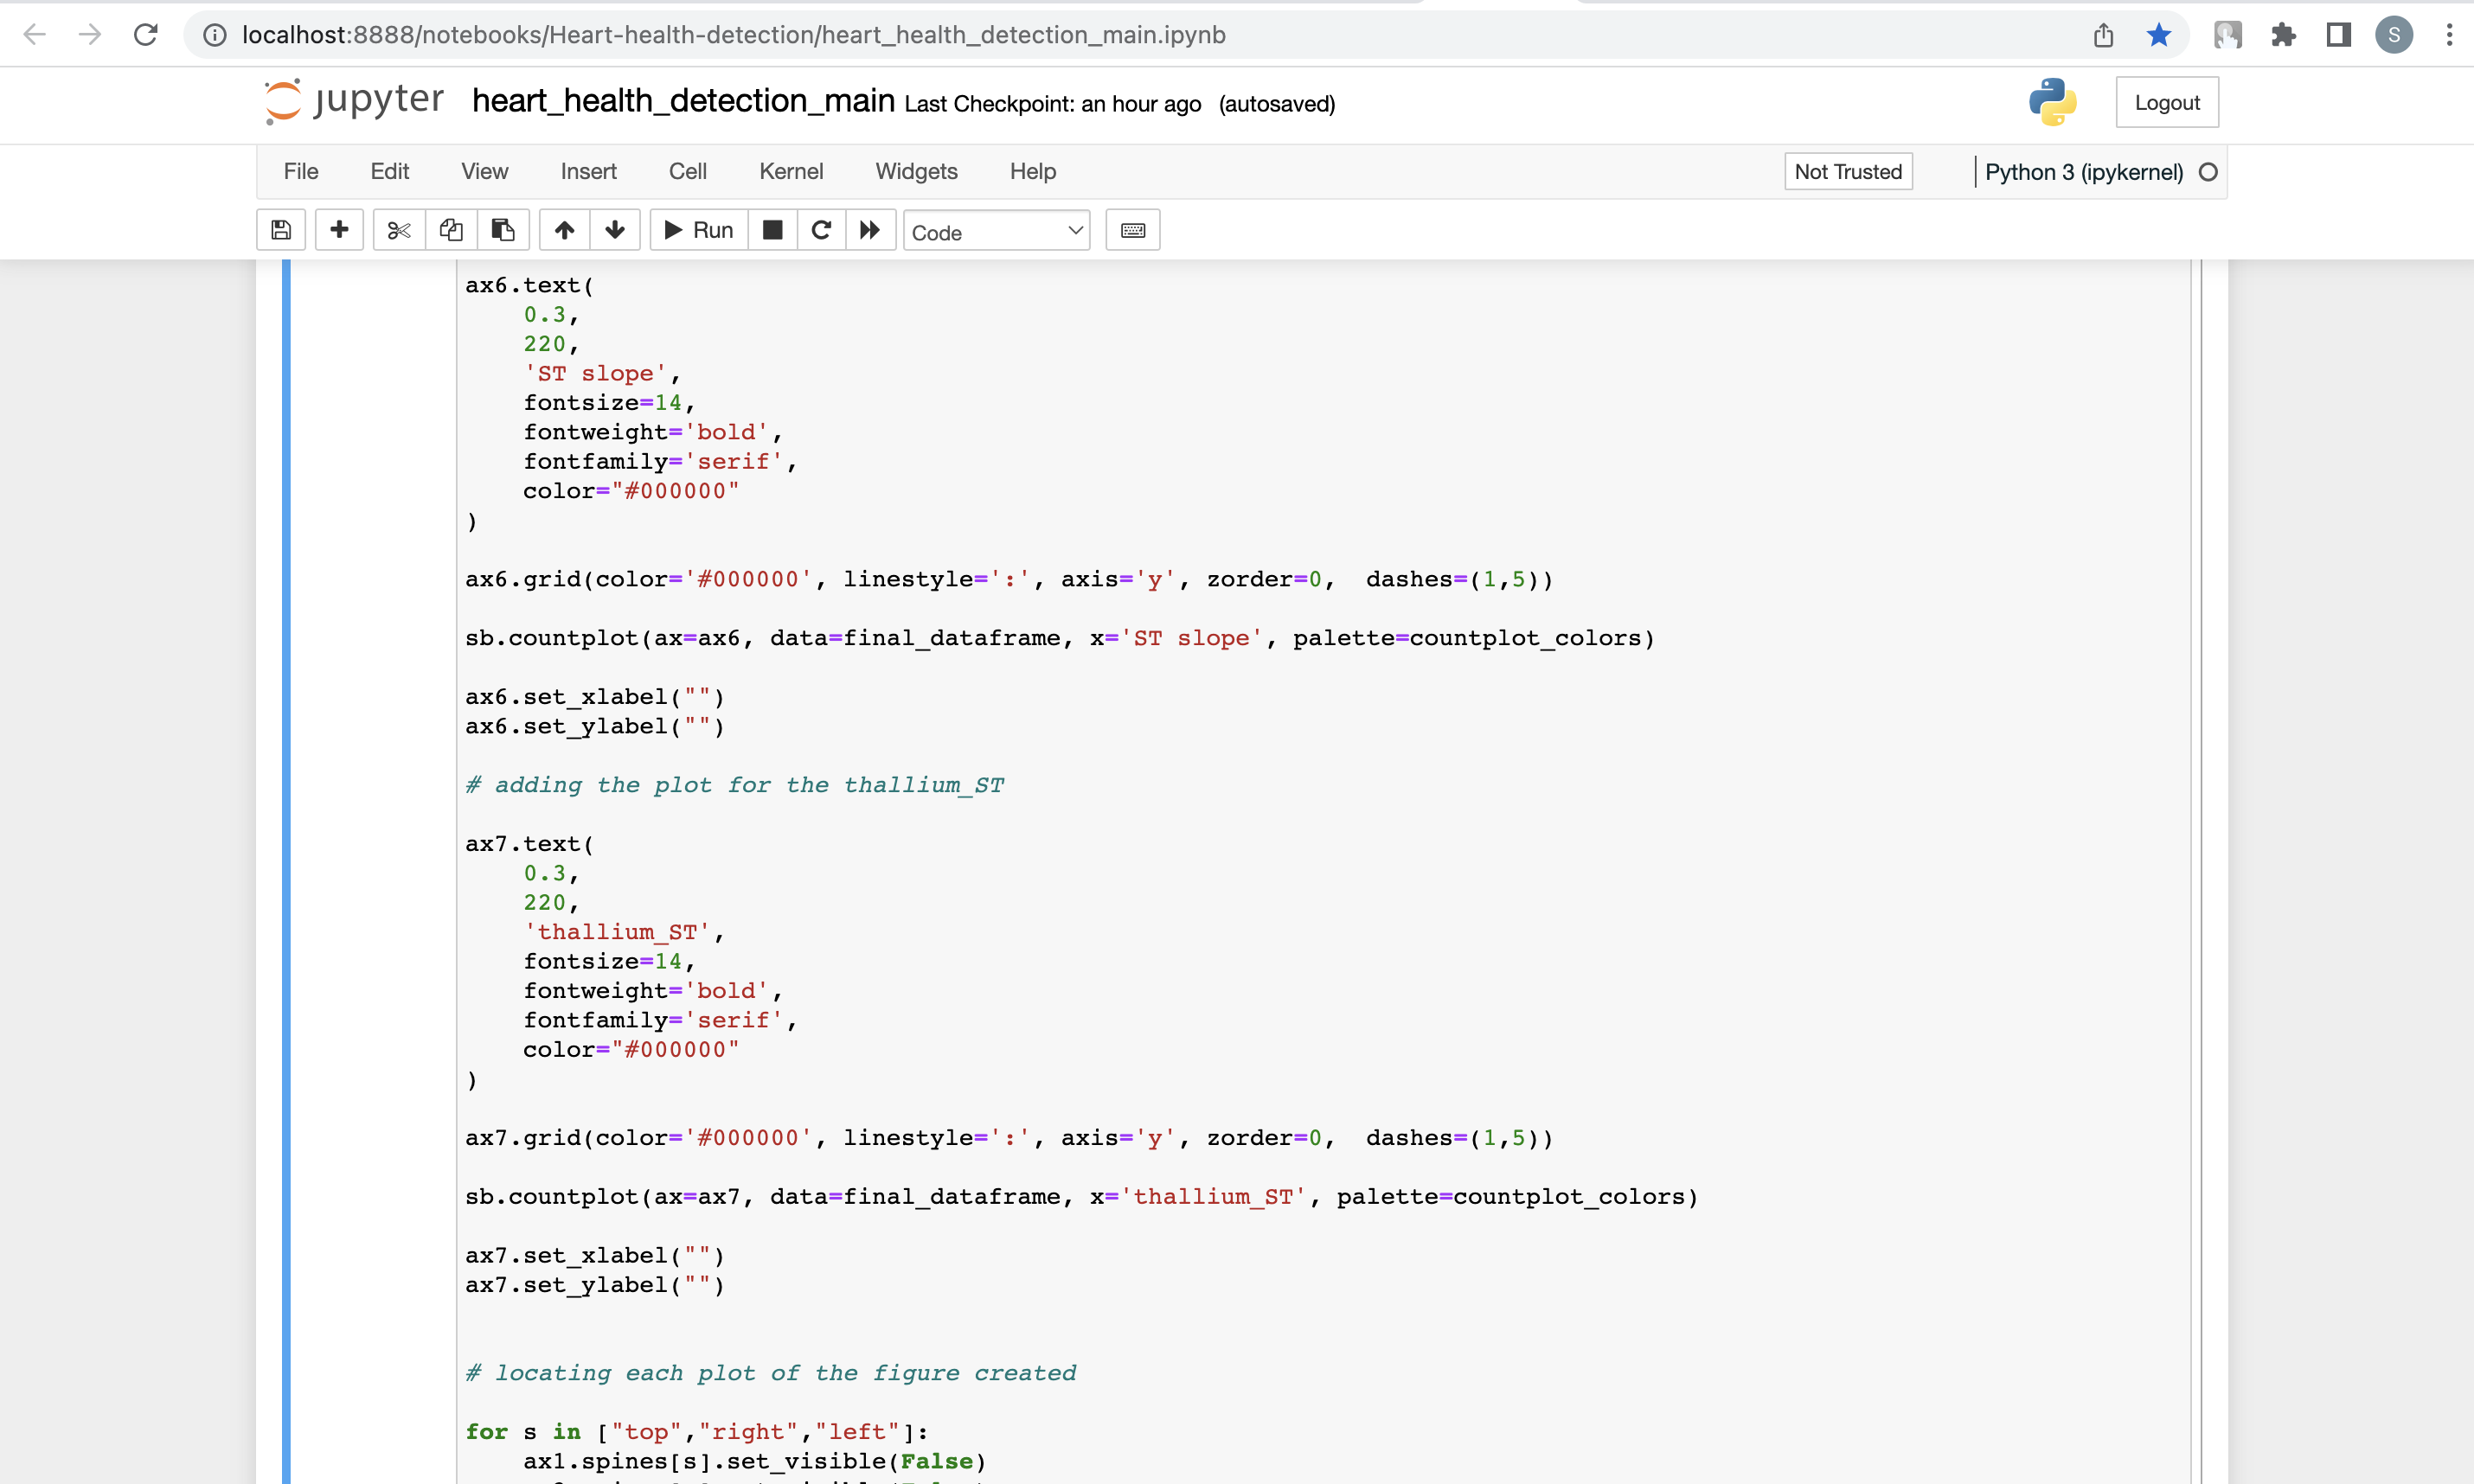 localhost:8888/notebooks/Heart-health-detection/heart_health_detection_main.ipynb
S
jupyter heart_health_detection_main Last Checkpoint: an hour ago (autosaved)
Logout
File Edit View Insert Cell Kernel Widgets Help Not Trusted Python 3 (ipykernel)
Run Code
ax6.text(
    0.3,
    220,
    'ST slope',
    fontsize=14,
    fontweight='bold',
    fontfamily='serif',
    color="#000000"
)
ax6.grid(color='#000000', linestyle=':', axis='y', zorder=0,  dashes=(1,5))
sb.countplot(ax=ax6, data=final_dataframe, x='ST slope', palette=countplot_colors)
ax6.set_xlabel("")
ax6.set_ylabel("")
# adding the plot for the thallium_ST
ax7.text(
    0.3,
    220,
    'thallium_ST',
    fontsize=14,
    fontweight='bold',
    fontfamily='serif',
    color="#000000"
)
ax7.grid(color='#000000', linestyle=':', axis='y', zorder=0,  dashes=(1,5))
sb.countplot(ax=ax7, data=final_dataframe, x='thallium_ST', palette=countplot_colors)
ax7.set_xlabel("")
ax7.set_ylabel("")
# locating each plot of the figure created
for s in ["top","right","left"]:
    ax1.spines[s].set_visible(False)